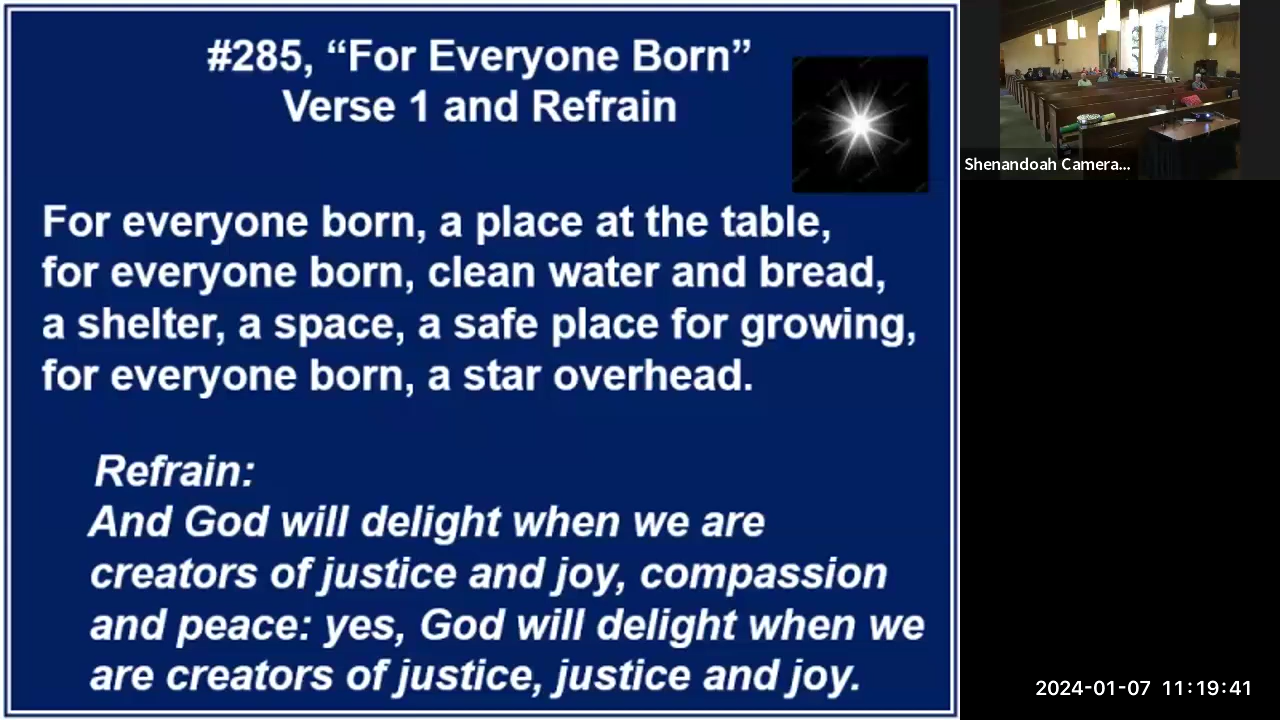 #285, “For Everyone Born”
Verse 1 and Refrain
For everyone born, a place at the table,
for everyone born, clean water and bread,
a shelter, a space, a safe place for growing,
for everyone born, a star overhead.
Refrain:
And God will delight when we are
creators of justice and joy, compassion
and peace: yes, God will delight when we
are creators of justice, justice and joy.
Shenandoah Camera...
2024-01-07 11:19:41